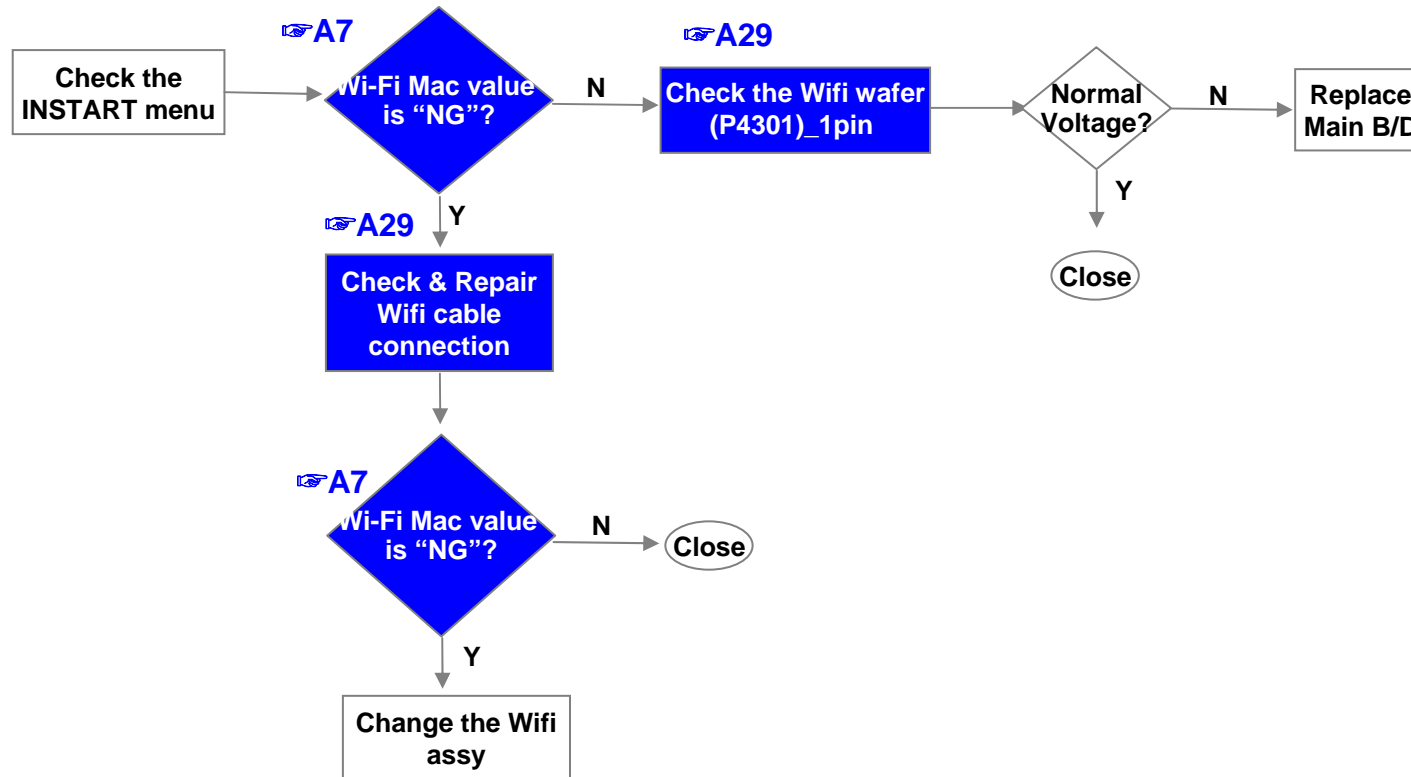 ☞A7
☞A29
Check the
INSTART menu
Wi-Fi Mac value
is “NG”?
N
Check the Wifi wafer
(P4301)_1pin
Normal
Voltage?
N
Replace
Main B/D
Y
Y
☞A29
Close
Check & Repair
Wifi cable
connection
☞A7
Wi-Fi Mac value
is “NG”?
N
Close
Y
Change the Wifi
assy